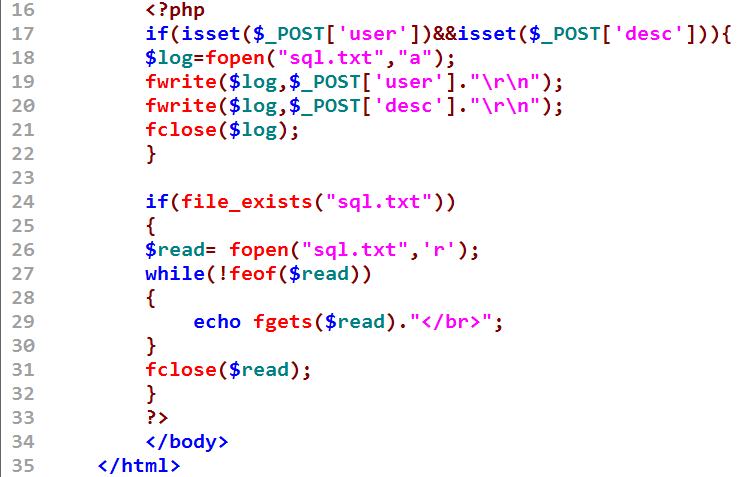 16 <?php
17 if(isset($_POST['user'])&&isset($_POST['desc'])){
18 $log=fopen("sql.txt","a");
19 fwrite($log,$_POST['user']."\r\n");
20 fwrite($log,$_POST['desc']."\r\n");
21 fclose($log);
22 }
23
24 if(file_exists("sql.txt"))
25 {
26 $read= fopen("sql.txt",'r');
27 while(!feof($read))
28 {
29     echo fgets($read)."</br>";
30 }
31 fclose($read);
32 }
33 ?>
34 </body>
35 </html>